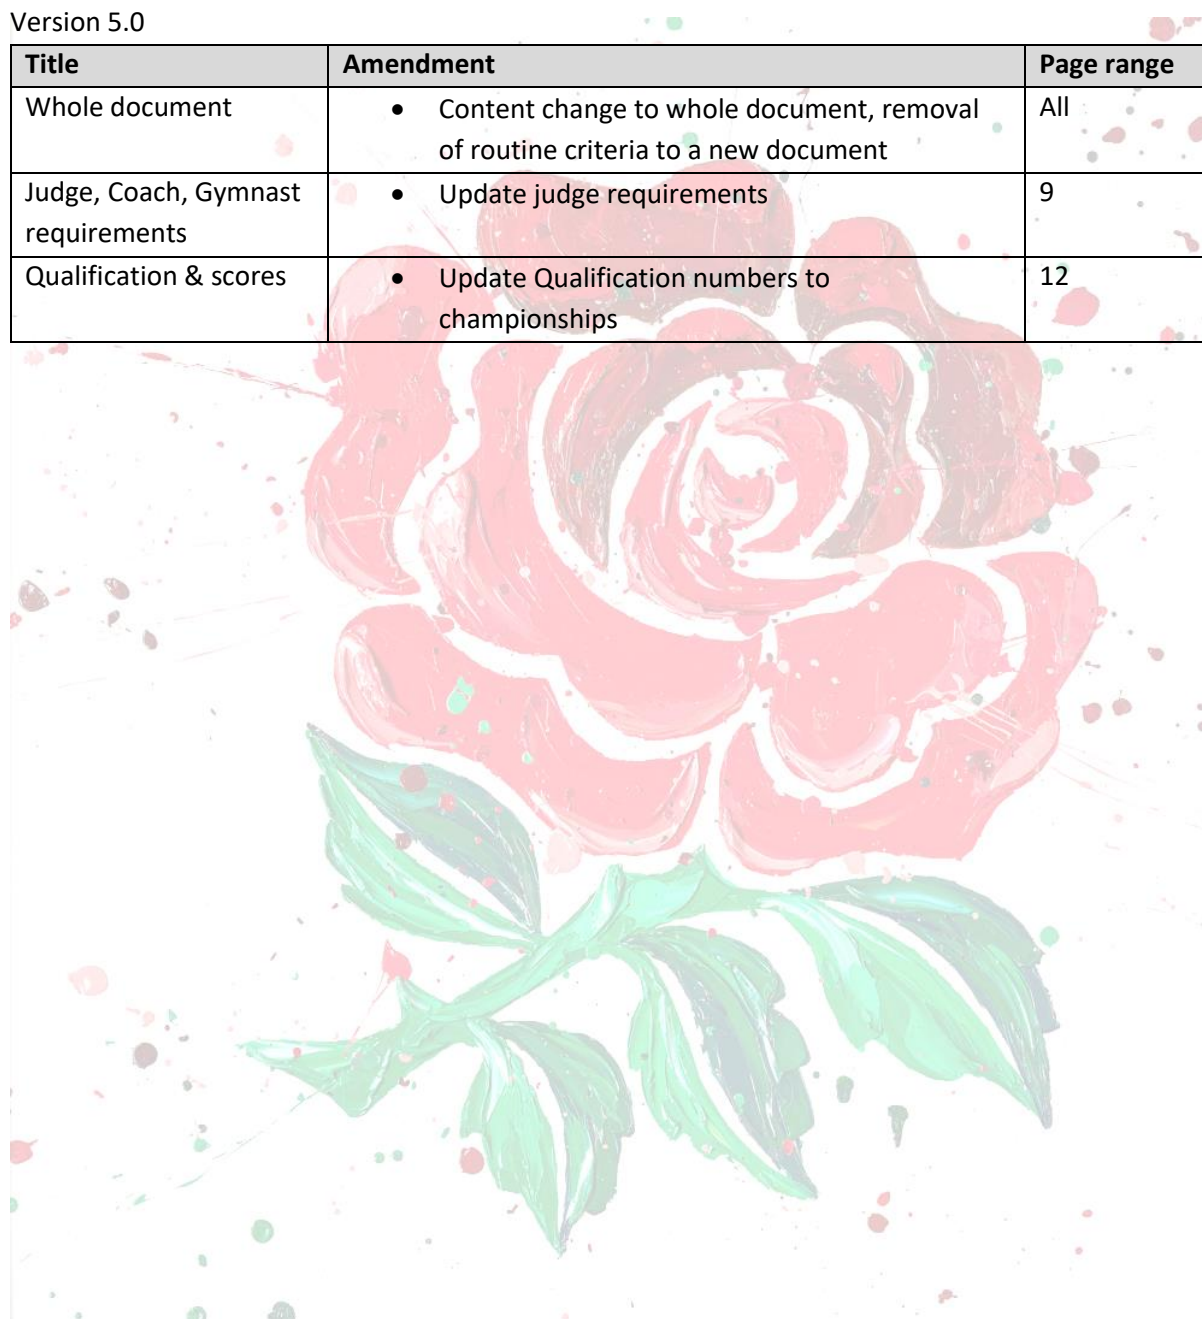 Version 5.0
Title Amendment Page range
Whole document • Content change to whole document, removal All
of routine criteria to a new document
Judge, Coach, Gymnast • Update judge requirements 9
requirements
Qualification & scores • Update Qualification numbers to 12
championships